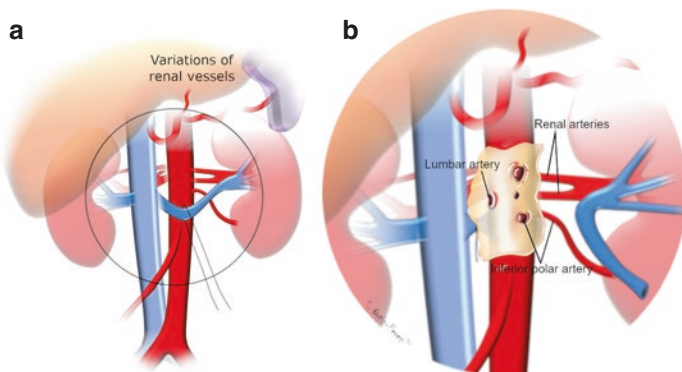 a
Variations of
renal vessels
b
Renal arteries
Lumbar artery
Inferior polar artery